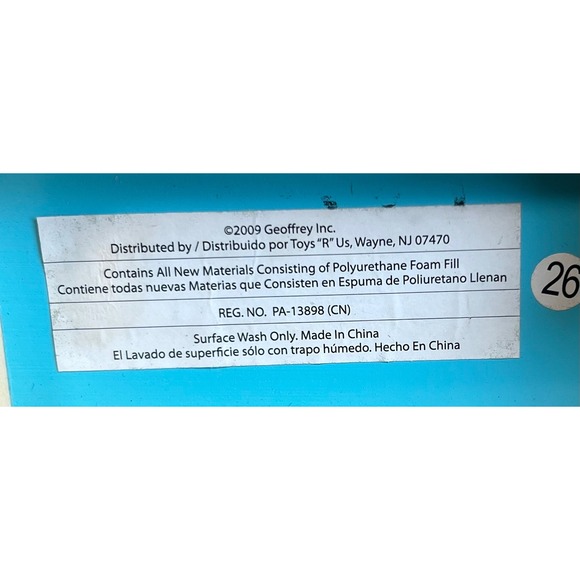 ©2009 Geoffrey Inc.
Distributed by / Distribuido por Toys "R" Us, Wayne, NJ 07470
Contains All New Materials Consisting of Polyurethane Foam Fill
Contiene todas nuevas Materias que Consisten en Espuma de Poliuretano Llenan
REG. NO. PA-13898 (CN)
Surface Wash Only. Made In China
El Lavado de superficie sólo con trapo húmedo. Hecho En China
26